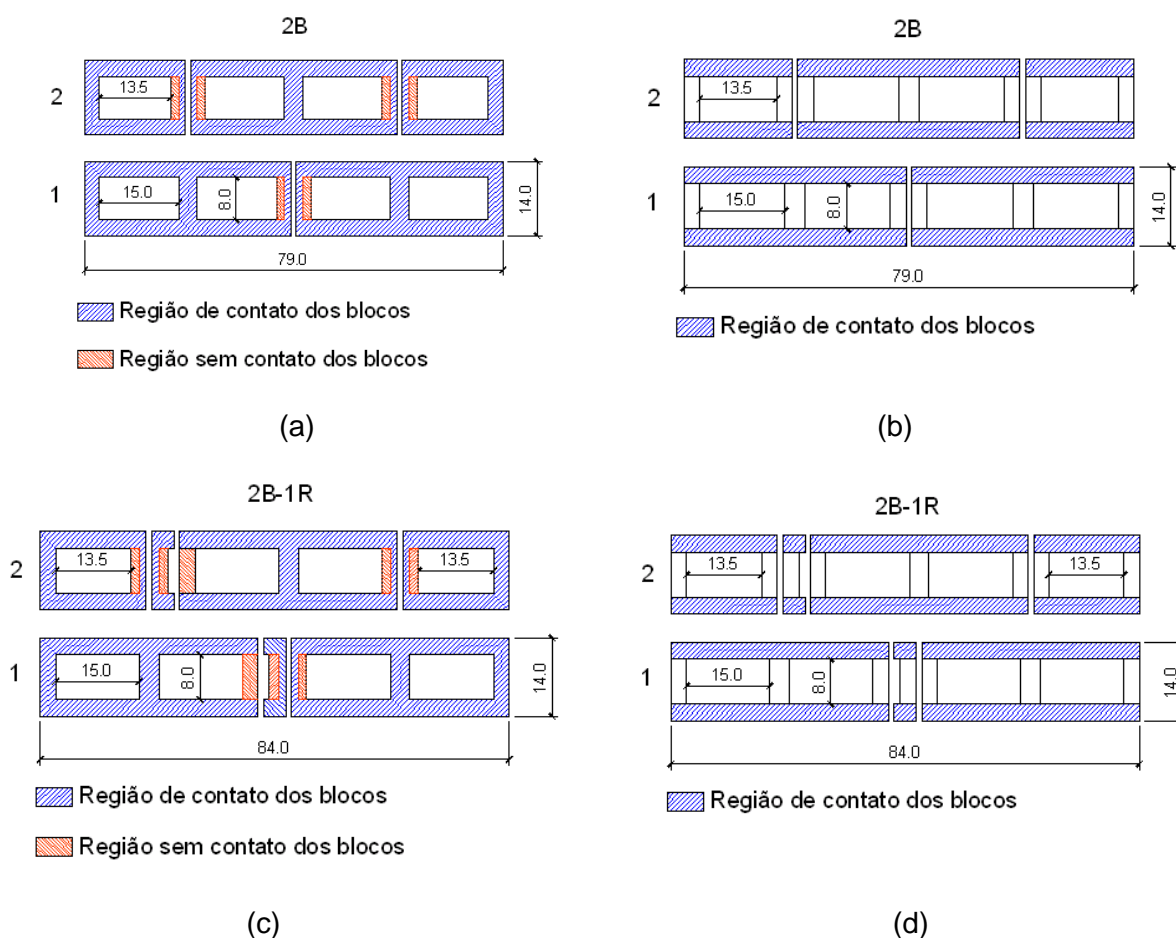 2B
2
13.5
1
15.0
8.0
14.0
79.0
Região de contato dos blocos
Região sem contato dos blocos
(a)
2B
2
13.5
1
15.0
8.0
14.0
79.0
Região de contato dos blocos
(b)
2B-1R
2
13.5
13.5
1
15.0
8.0
14.0
84.0
Região de contato dos blocos
Região sem contato dos blocos
(c)
2B-1R
2
13.5
13.5
1
15.0
8.0
14.0
84.0
Região de contato dos blocos
(d)